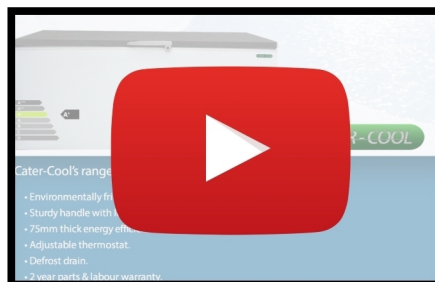 A+
R-COOL
Cater-Cool's range
• Environmentally fri
• Sturdy handle with
• 75mm thick energy effi
• Adjustable thermostat.
• Defrost drain.
• 2 year parts & labour warranty.